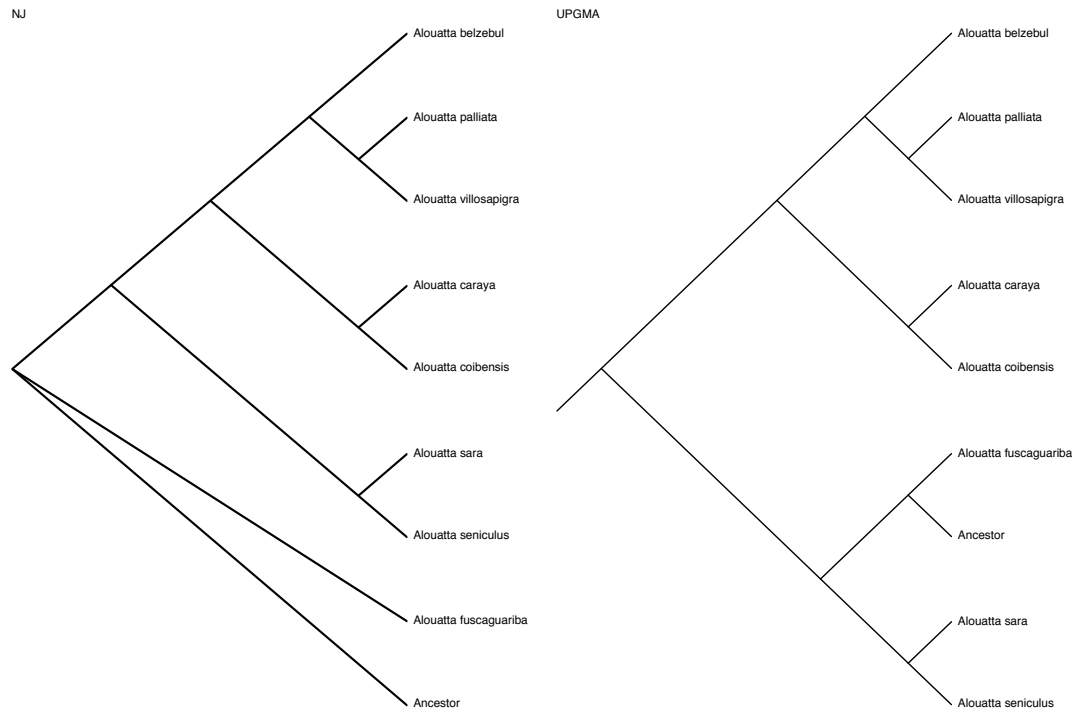 NJ
Alouatta belzebul
Alouatta palliata
Alouatta villosapigra
Alouatta caraya
Alouatta coibensis
Alouatta sara
Alouatta seniculus
Alouatta fuscaguariba
Ancestor
UPGMA
Alouatta belzebul
Alouatta palliata
Alouatta villosapigra
Alouatta caraya
Alouatta coibensis
Alouatta fuscaguariba
Ancestor
Alouatta sara
Alouatta seniculus